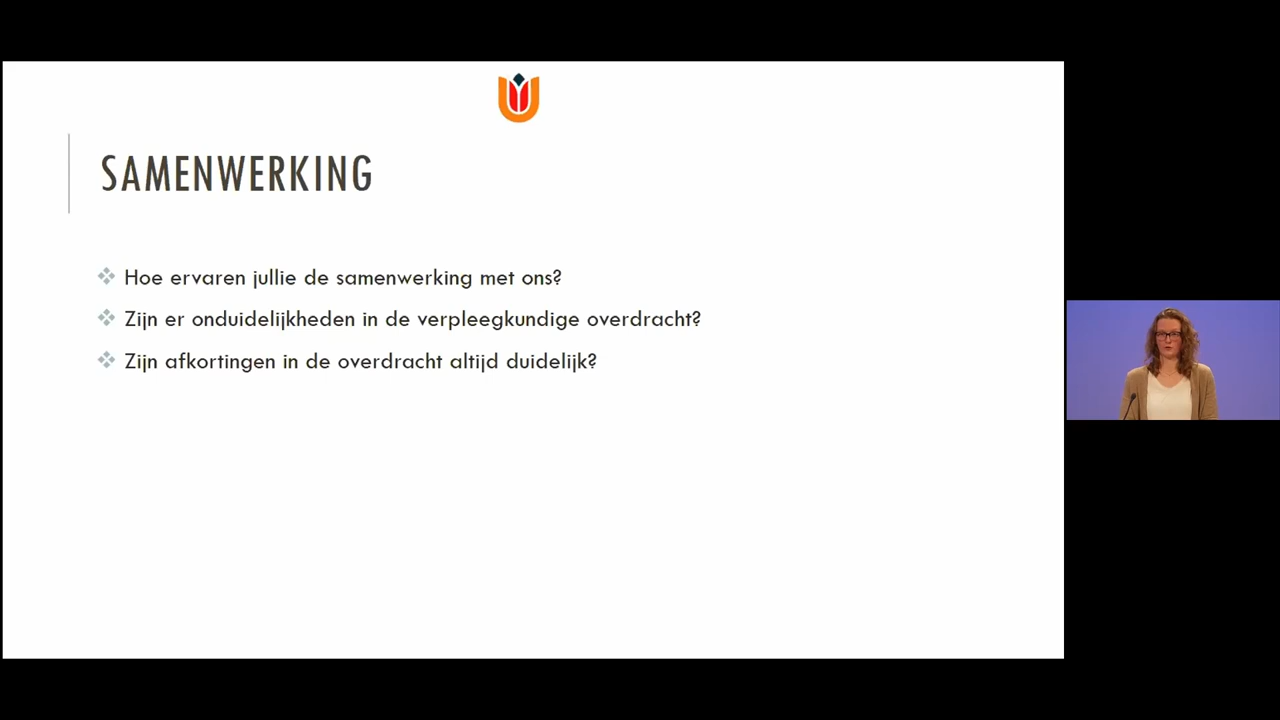 SAMENWERKING
Hoe ervaren jullie de samenwerking met ons?
Zijn er onduidelijkheden in de verpleegkundige overdracht?
Zijn afkortingen in de overdracht altijd duidelijk?